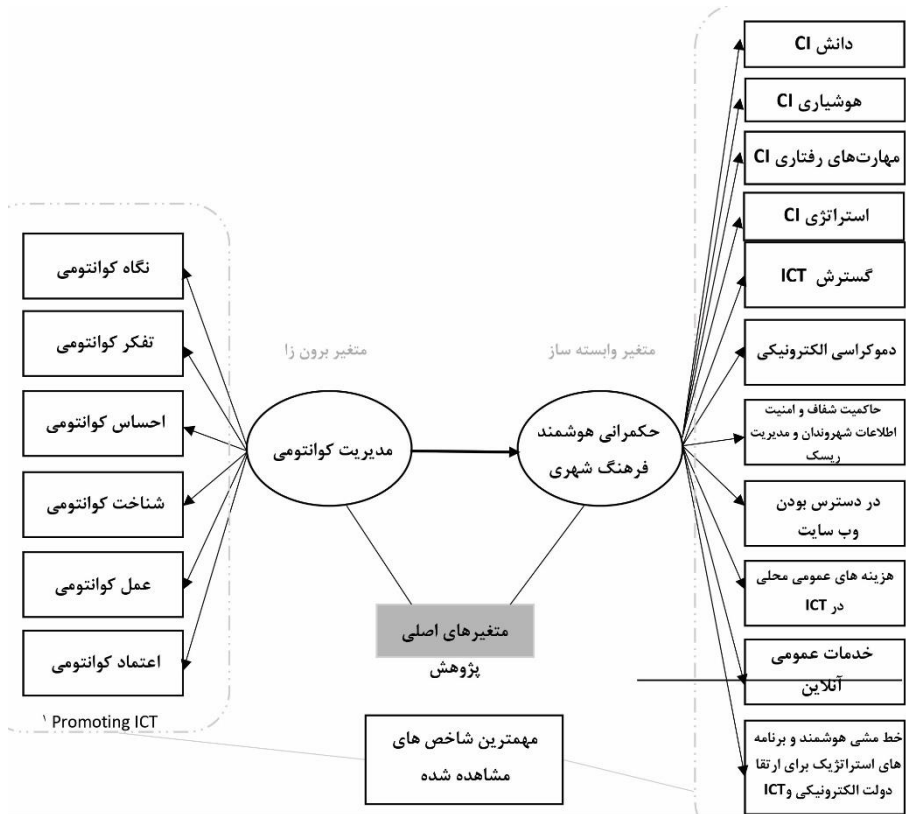 دانش CI
هوشیاری CI
مهارت‌های رفتاری CI
استراتژی CI
گسترش ICT
دموکراسی الکترونیکی
حاکمیت شفاف و امنیت
اطلاعات شهروندان و مدیریت
ریسک
در دسترس بودن
وب سایت
هزینه های عمومی محلی
در ICT
خدمات عمومی
آنلاین
خط مشی هوشمند و برنامه
های استراتژیک برای ارتقا
دولت الکترونیکی وICT
متغیر وابسته ساز
حکمرانی هوشمند
فرهنگ شهری
متغیر برون زا
مدیریت کوانتومی
نگاه کوانتومی
تفکر کوانتومی
احساس کوانتومی
شناخت کوانتومی
عمل کوانتومی
اعتماد کوانتومی
متغیرهای اصلی
پژوهش
مهمترین شاخص های
مشاهده شده
۱ Promoting ICT